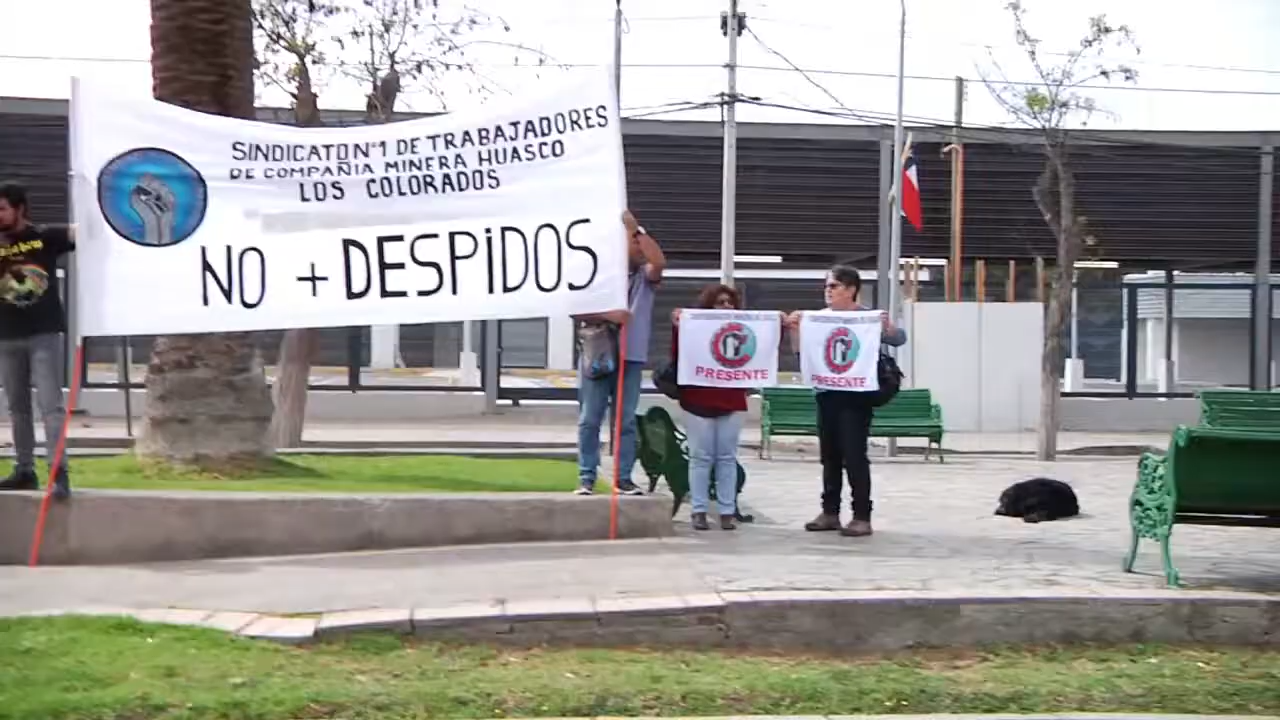 SINDICATO N°1 DE TRABAJADORES
DE COMPAÑIA MINERA HUASCO
LOS COLORADOS
NO + DESPIDOS
PRESENTE
PRESENTE